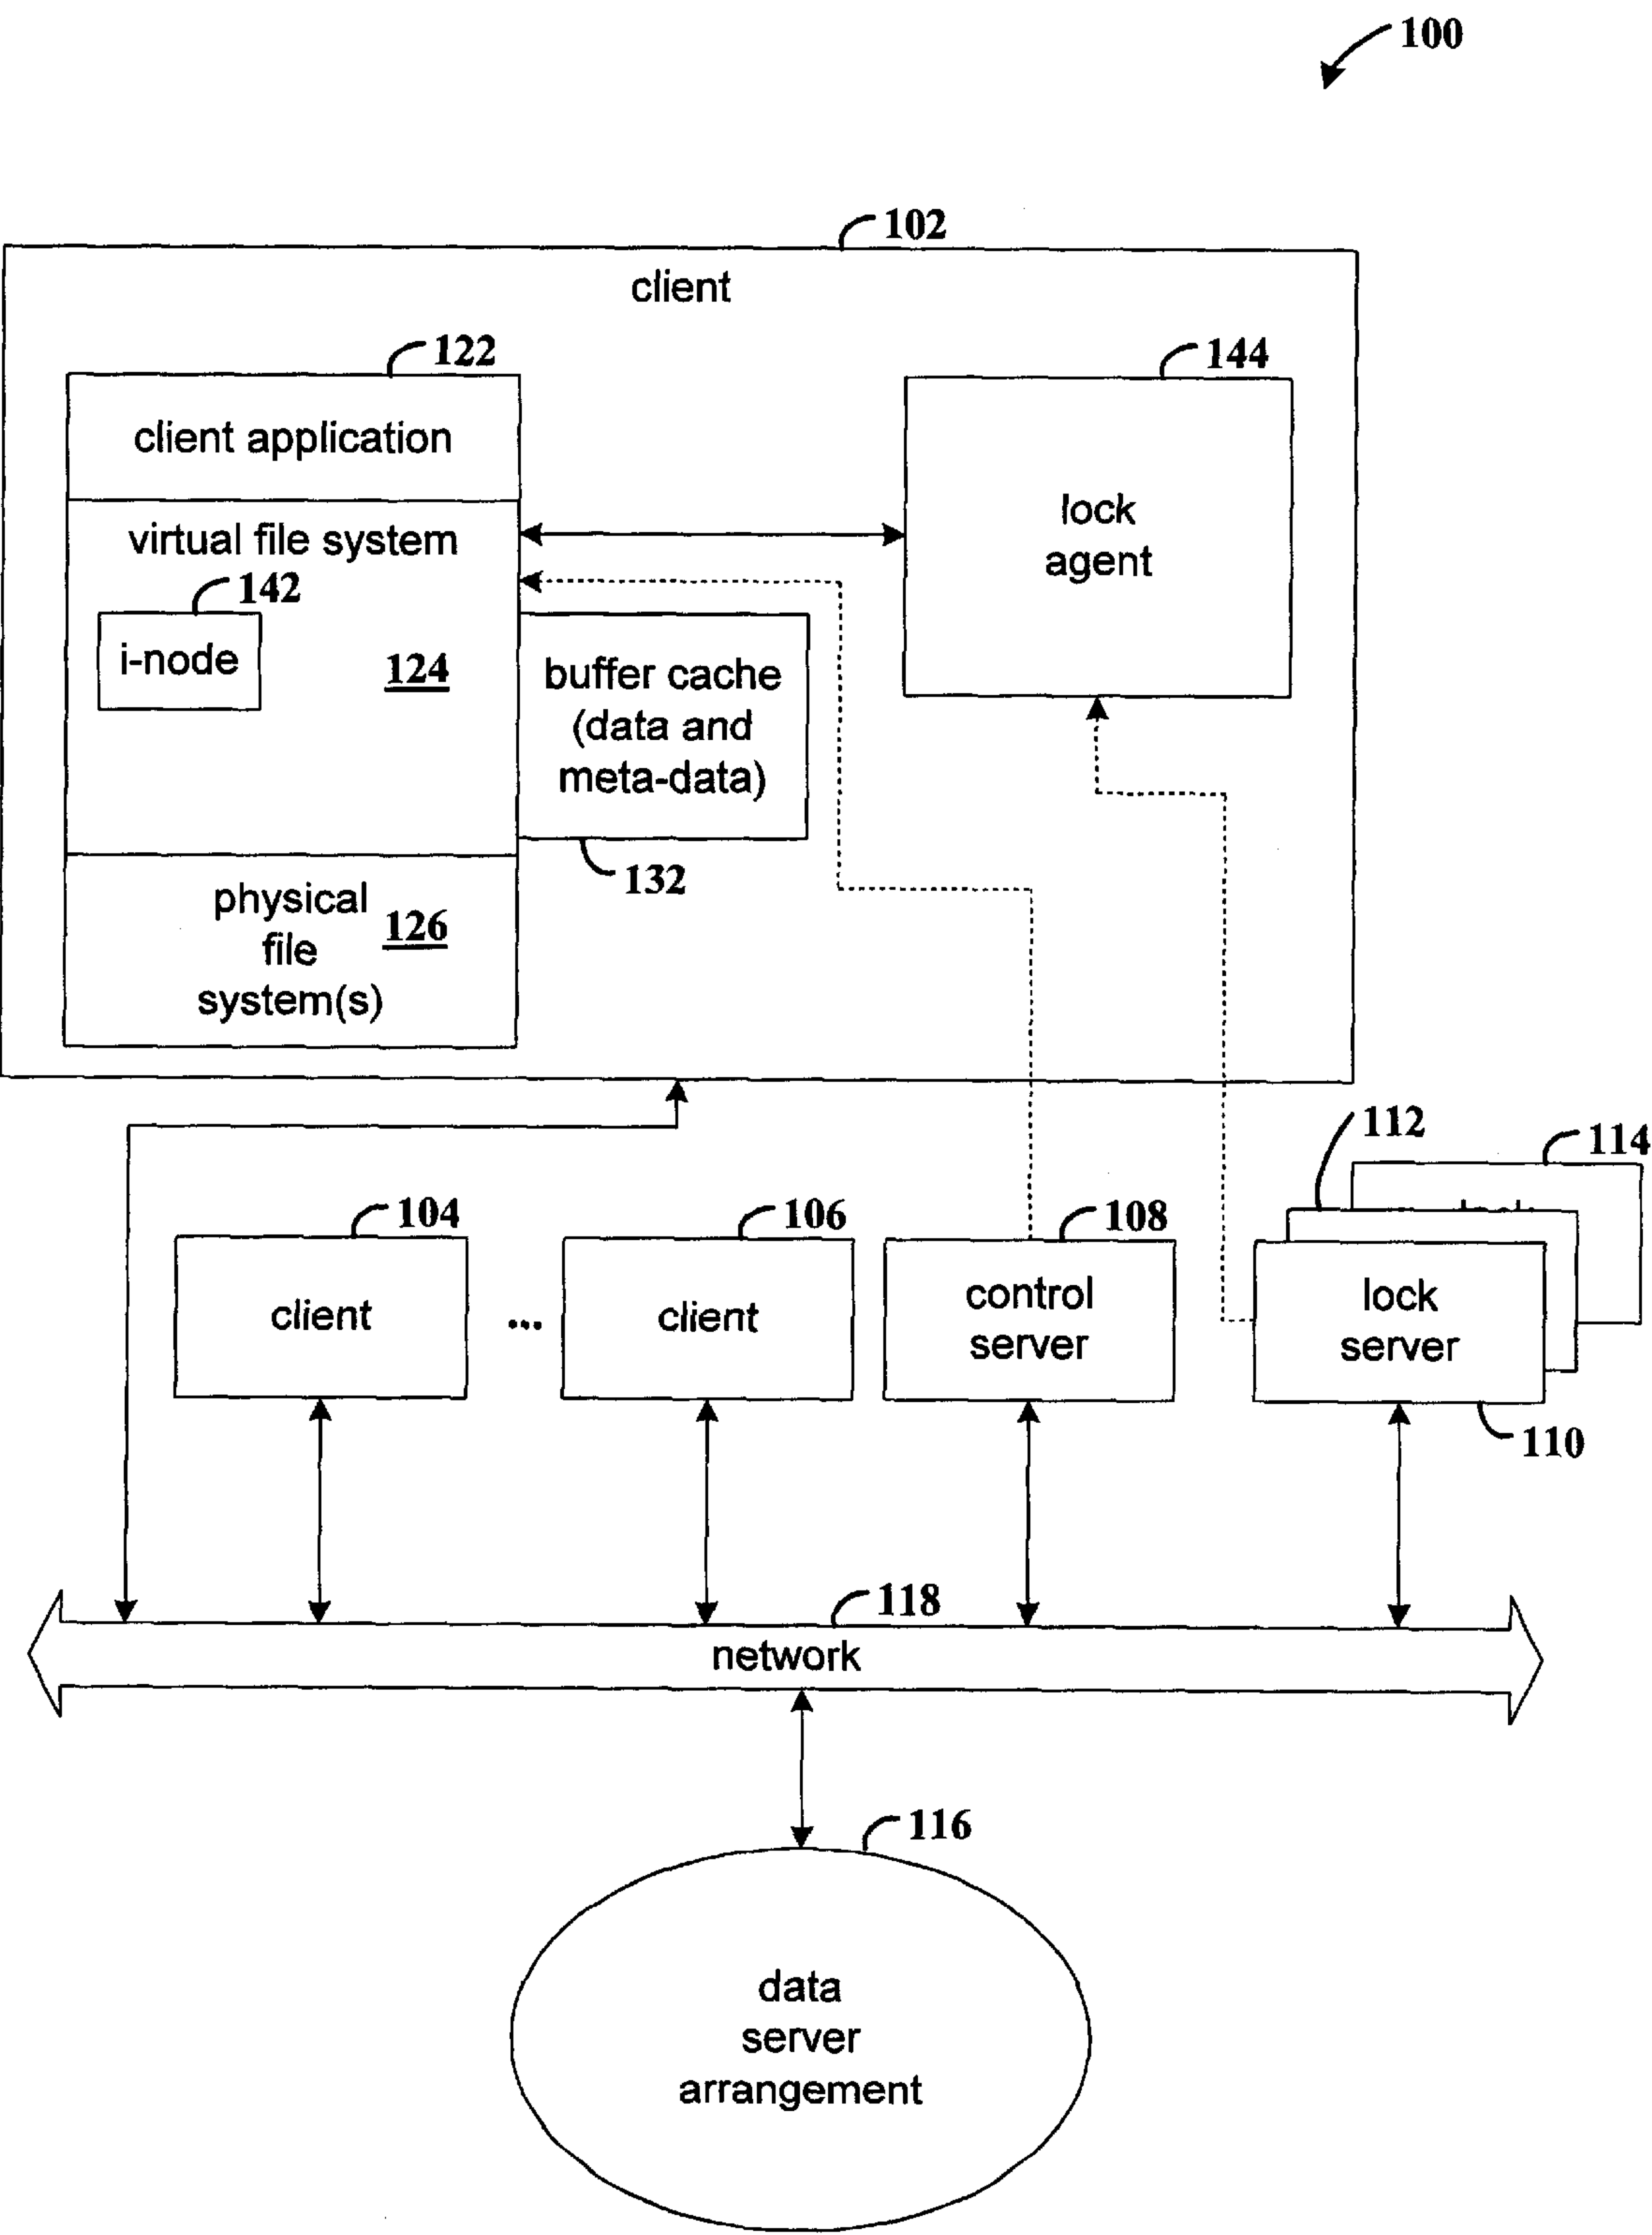 100
102
client
122
144
client application
lock
agent
virtual file system
142
i-node
124
buffer cache
(data and
meta-data)
132
physical
file
system(s)
126
112
114
104
106
108
client
...
client
control
server
lock
server
110
118
network
116
data
server
arrangement